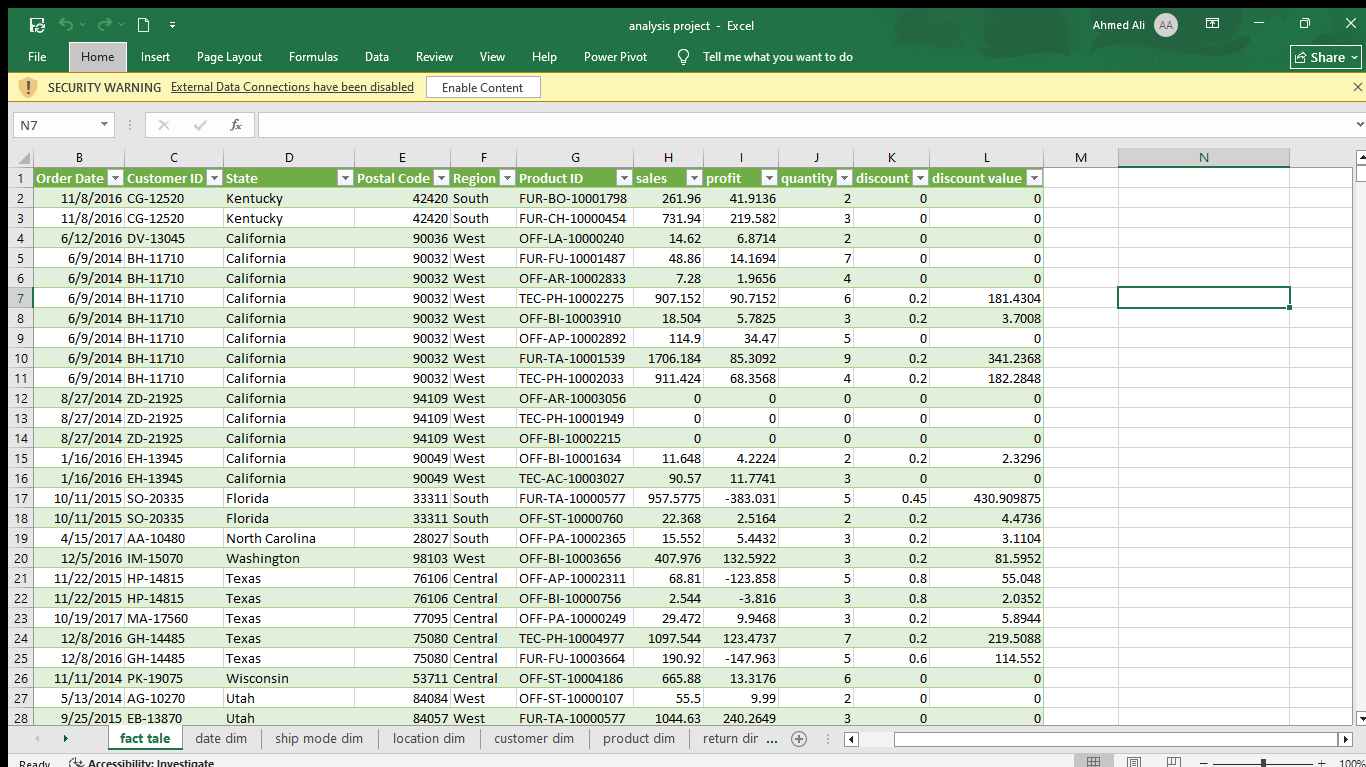 analysis project - Excel
Ahmed Ali AA
File Home Insert Page Layout Formulas Data Review View Help Power Pivot Tell me what you want to do Share
SECURITY WARNING External Data Connections have been disabled Enable Content
N7 fx
B C D E F G H I J K L M N
1 Order Date Customer ID State Postal Code Region Product ID sales profit quantity discount discount value
2 11/8/2016 CG-12520 Kentucky 42420 South FUR-BO-10001798 261.96 41.9136 2 0 0
3 11/8/2016 CG-12520 Kentucky 42420 South FUR-CH-10000454 731.94 219.582 3 0 0
4 6/12/2016 DV-13045 California 90036 West OFF-LA-10000240 14.62 6.8714 2 0 0
5 6/9/2014 BH-11710 California 90032 West FUR-FU-10001487 48.86 14.1694 7 0 0
6 6/9/2014 BH-11710 California 90032 West OFF-AR-10002833 7.28 1.9656 4 0 0
7 6/9/2014 BH-11710 California 90032 West TEC-PH-10002275 907.152 90.7152 6 0.2 181.4304
8 6/9/2014 BH-11710 California 90032 West OFF-BI-10003910 18.504 5.7825 3 0.2 3.7008
9 6/9/2014 BH-11710 California 90032 West OFF-AP-10002892 114.9 34.47 5 0 0
10 6/9/2014 BH-11710 California 90032 West FUR-TA-10001539 1706.184 85.3092 9 0.2 341.2368
11 6/9/2014 BH-11710 California 90032 West TEC-PH-10002033 911.424 68.3568 4 0.2 182.2848
12 8/27/2014 ZD-21925 California 94109 West OFF-AR-10003056 0 0 0 0 0
13 8/27/2014 ZD-21925 California 94109 West TEC-PH-10001949 0 0 0 0 0
14 8/27/2014 ZD-21925 California 94109 West OFF-BI-10002215 0 0 0 0 0
15 1/16/2016 EH-13945 California 90049 West OFF-BI-10001634 11.648 4.2224 2 0.2 2.3296
16 1/16/2016 EH-13945 California 90049 West TEC-AC-10003027 90.57 11.7741 3 0 0
17 10/11/2015 SO-20335 Florida 33311 South FUR-TA-10000577 957.5775 -383.031 5 0.45 430.909875
18 10/11/2015 SO-20335 Florida 33311 South OFF-ST-10000760 22.368 2.5164 2 0.2 4.4736
19 4/15/2017 AA-10480 North Carolina 28027 South OFF-PA-10002365 15.552 5.4432 3 0.2 3.1104
20 12/5/2016 IM-15070 Washington 98103 West OFF-BI-10003656 407.976 132.5922 3 0.2 81.5952
21 11/22/2015 HP-14815 Texas 76106 Central OFF-AP-10002311 68.81 -123.858 5 0.8 55.048
22 11/22/2015 HP-14815 Texas 76106 Central OFF-BI-10000756 2.544 -3.816 3 0.8 2.0352
23 10/19/2017 MA-17560 Texas 77095 Central OFF-PA-10000249 29.472 9.9468 3 0.2 5.8944
24 12/8/2016 GH-14485 Texas 75080 Central TEC-PH-10004977 1097.544 123.4737 7 0.2 219.5088
25 12/8/2016 GH-14485 Texas 75080 Central FUR-FU-10003664 190.92 -147.963 5 0.6 114.552
26 11/11/2014 PK-19075 Wisconsin 53711 Central OFF-ST-10004186 665.88 13.3176 6 0 0
27 5/13/2014 AG-10270 Utah 84084 West OFF-ST-10000107 55.5 9.99 2 0 0
28 9/25/2015 EB-13870 Utah 84057 West FUR-TA-10000577 1044.63 240.2649 3 0 0
fact tale date dim ship mode dim location dim customer dim product dim return dir ...
Ready Accessibility: Investigate 100%